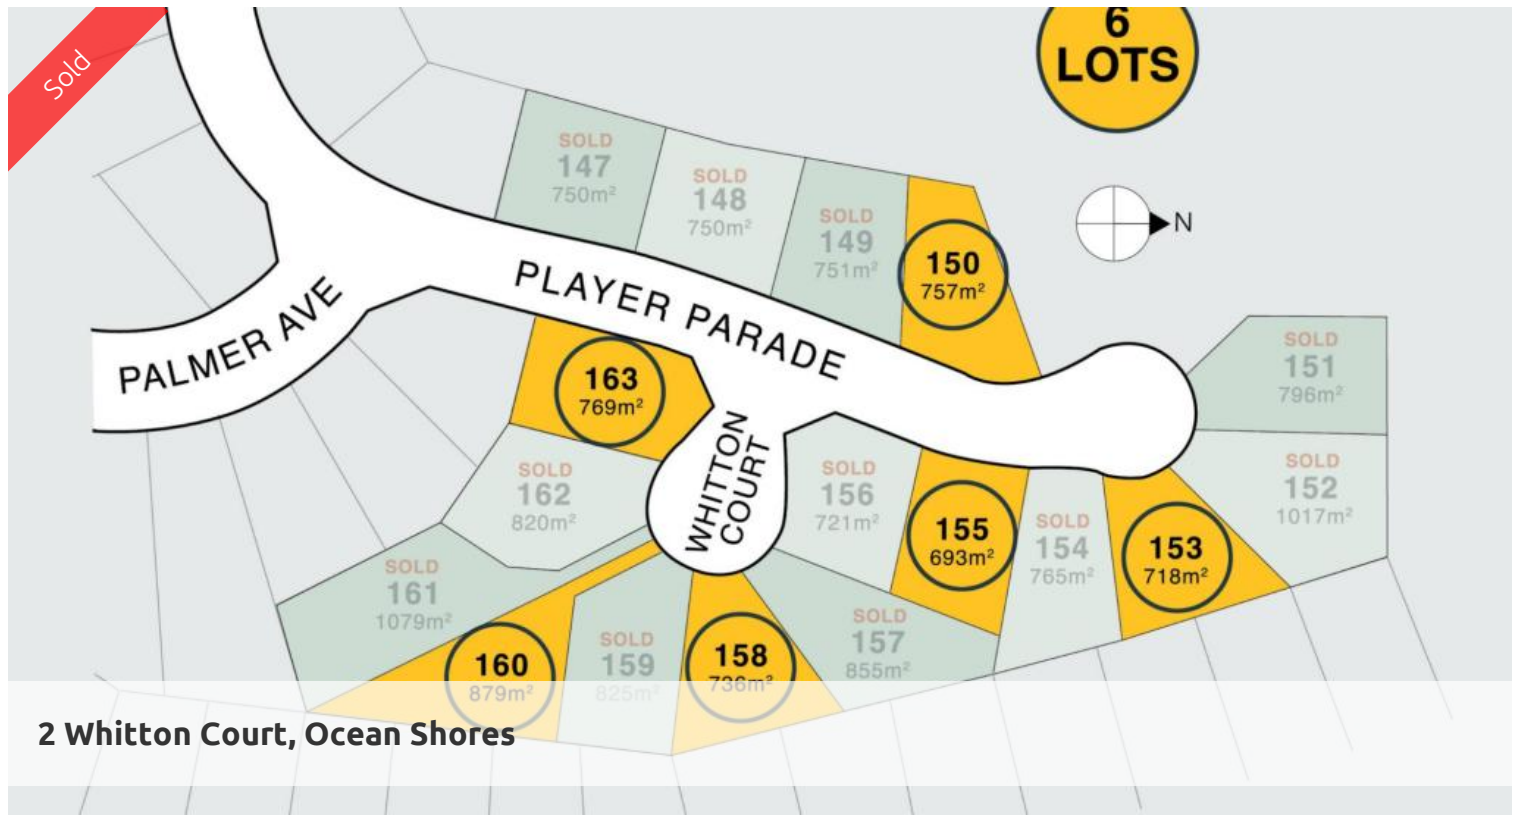 Sold
6
LOTS
N
SOLD
147
750m²
SOLD
148
750m²
SOLD
149
751m²
150
757m²
PLAYER PARADE
PALMER AVE
SOLD
151
796m²
163
769m²
WHITTON
COURT
SOLD
152
1017m²
SOLD
162
820m²
SOLD
156
721m²
155
693m²
SOLD
154
765m²
153
718m²
SOLD
161
1079m²
160
879m²
SOLD
159
825m²
158
736m²
SOLD
157
855m²
2 Whitton Court, Ocean Shores